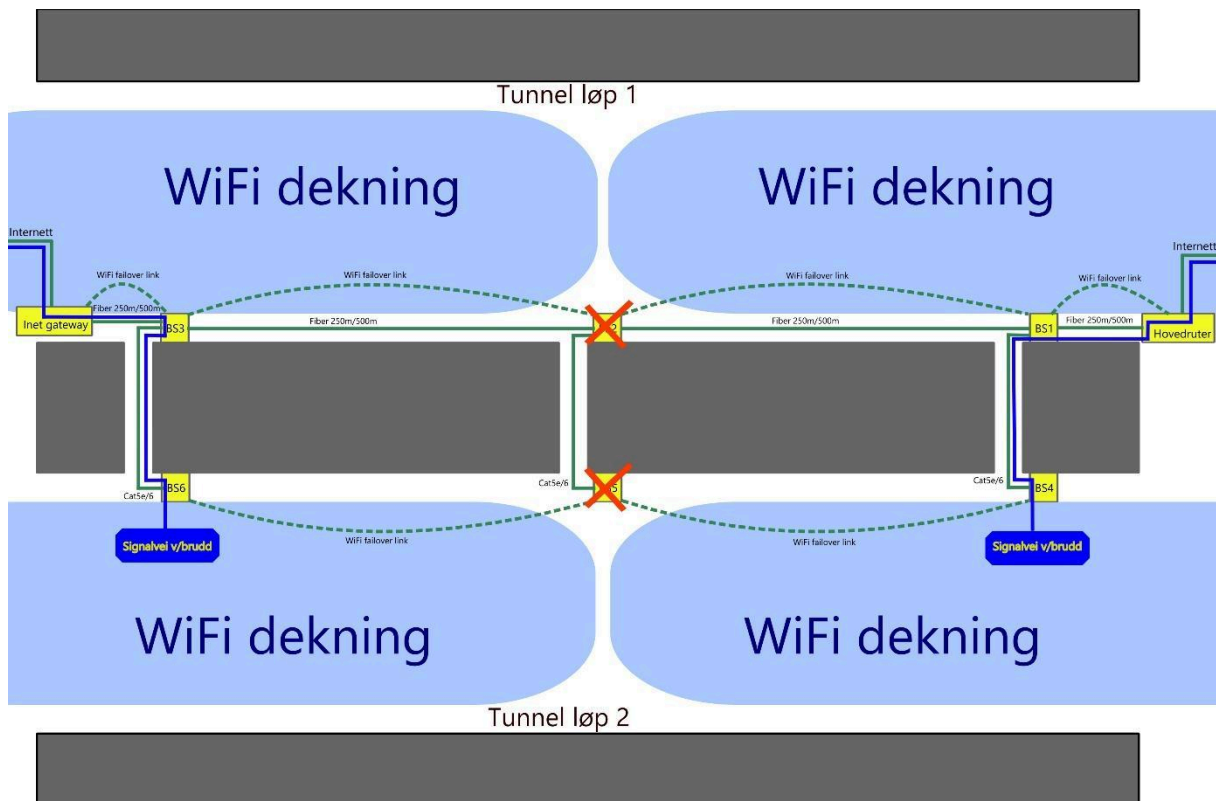 Tunnel løp 1
WiFi dekning
WiFi dekning
Internett
Internett
WiFi failover link
WiFi failover link
WiFi failover link
WiFi failover link
Fiber 250m/500m
Inet gateway
BS3
Fiber 250m/500m
Fiber 250m/500m
BS1
Fiber 250m/500m
Hovedruter
Cat5e/6
BS6
Cat5e/6
Cat5e/6
BS4
WiFi failover link
WiFi failover link
Signalvei v/brudd
Signalvei v/brudd
WiFi dekning
WiFi dekning
Tunnel løp 2